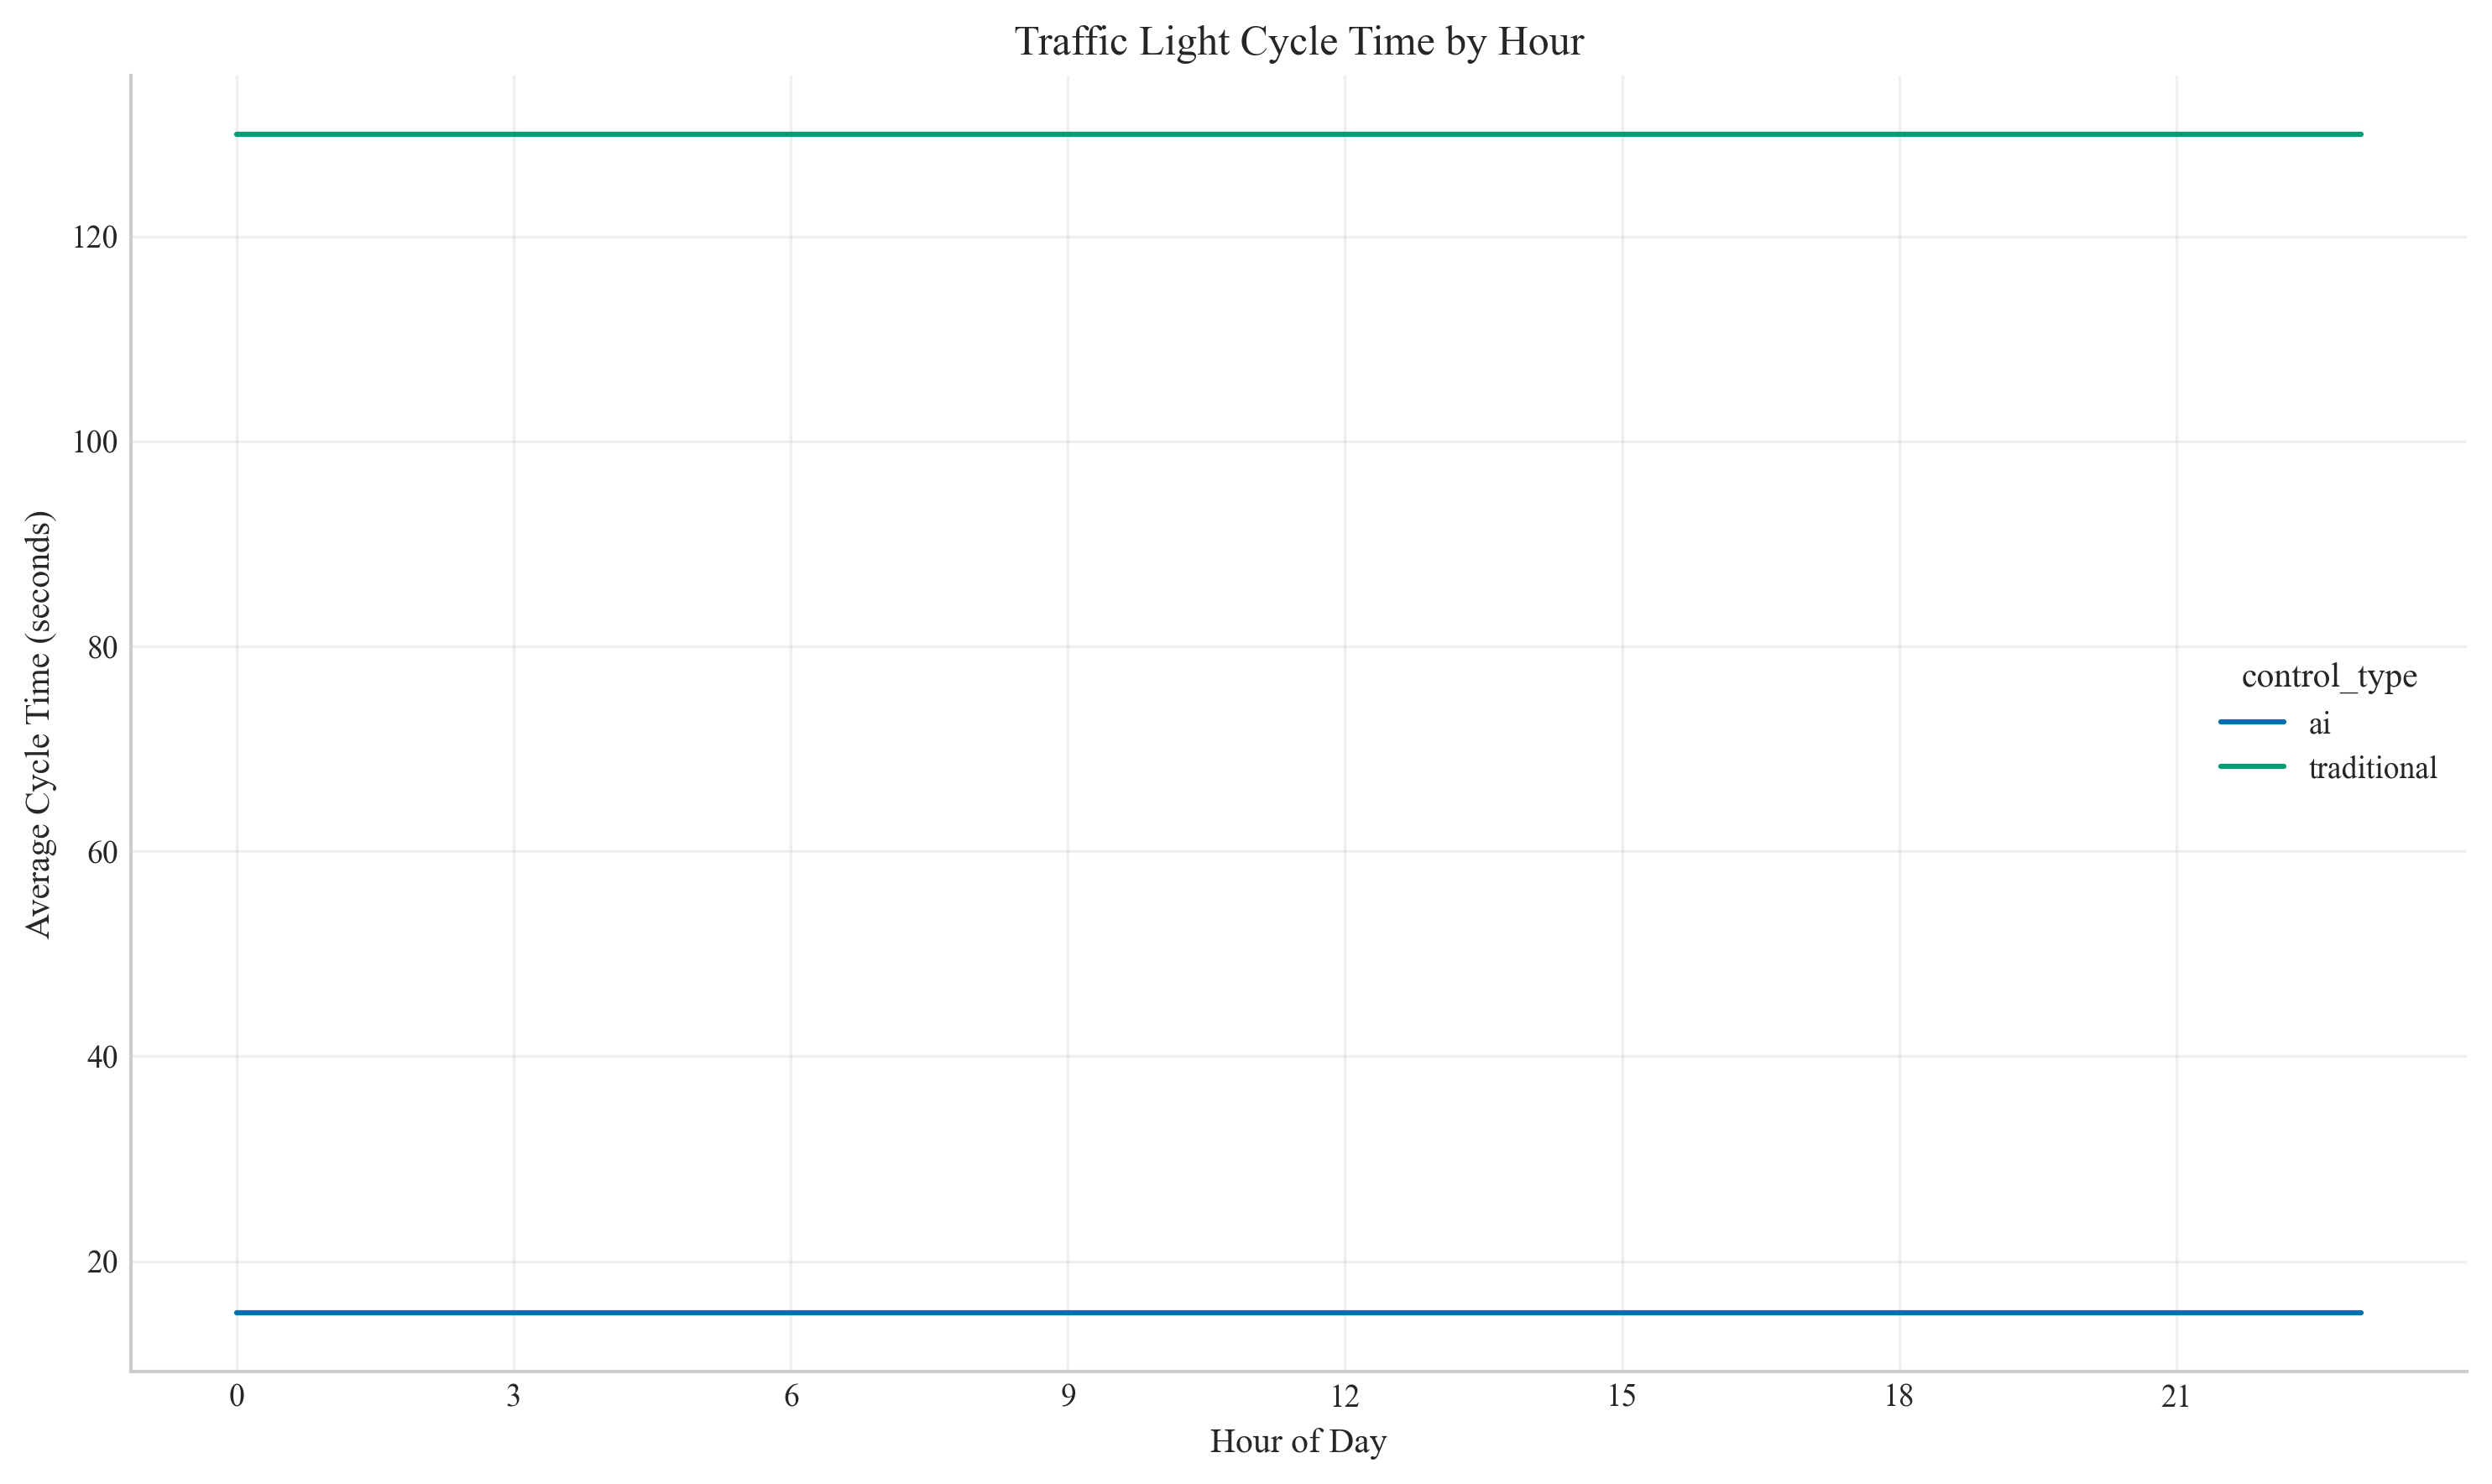 Traffic Light Cycle Time by Hour
120
100
80
60
40
20
Average Cycle Time (seconds)
control_type
ai
traditional
0 3 6 9 12 15 18 21
Hour of Day